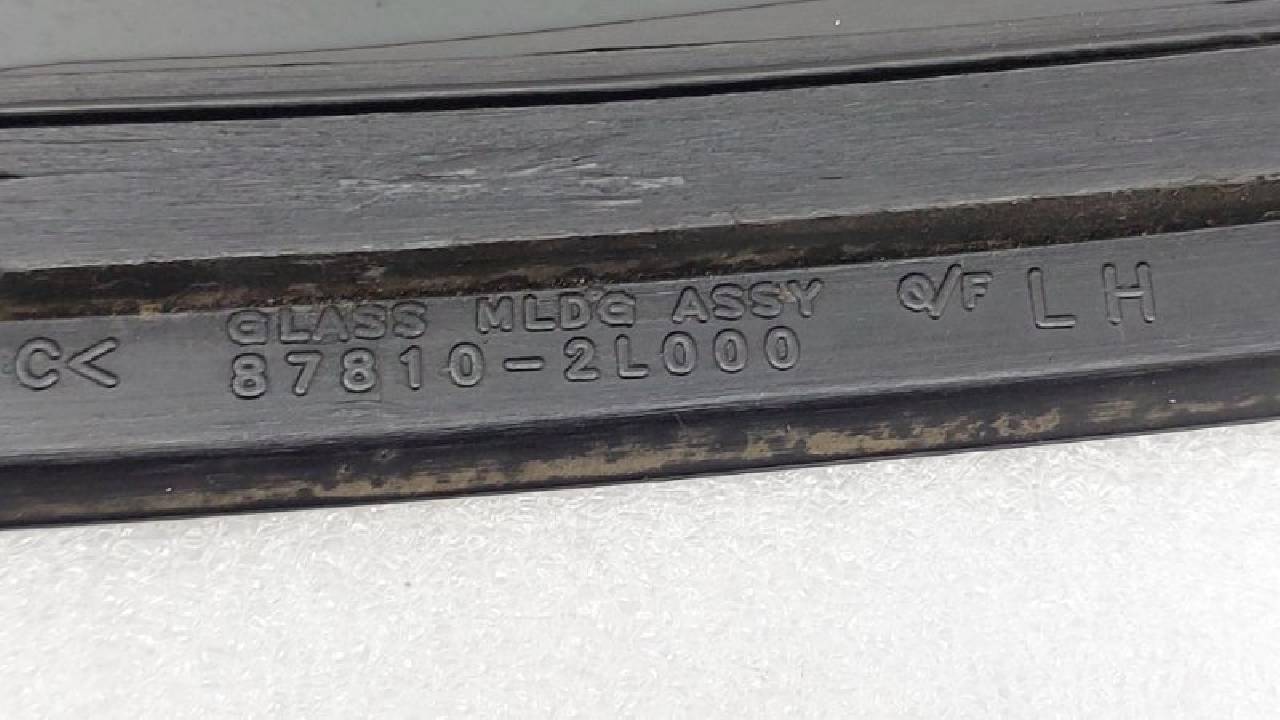 GLASS MLDG ASSY Q/F LH
C< 87810-2L000